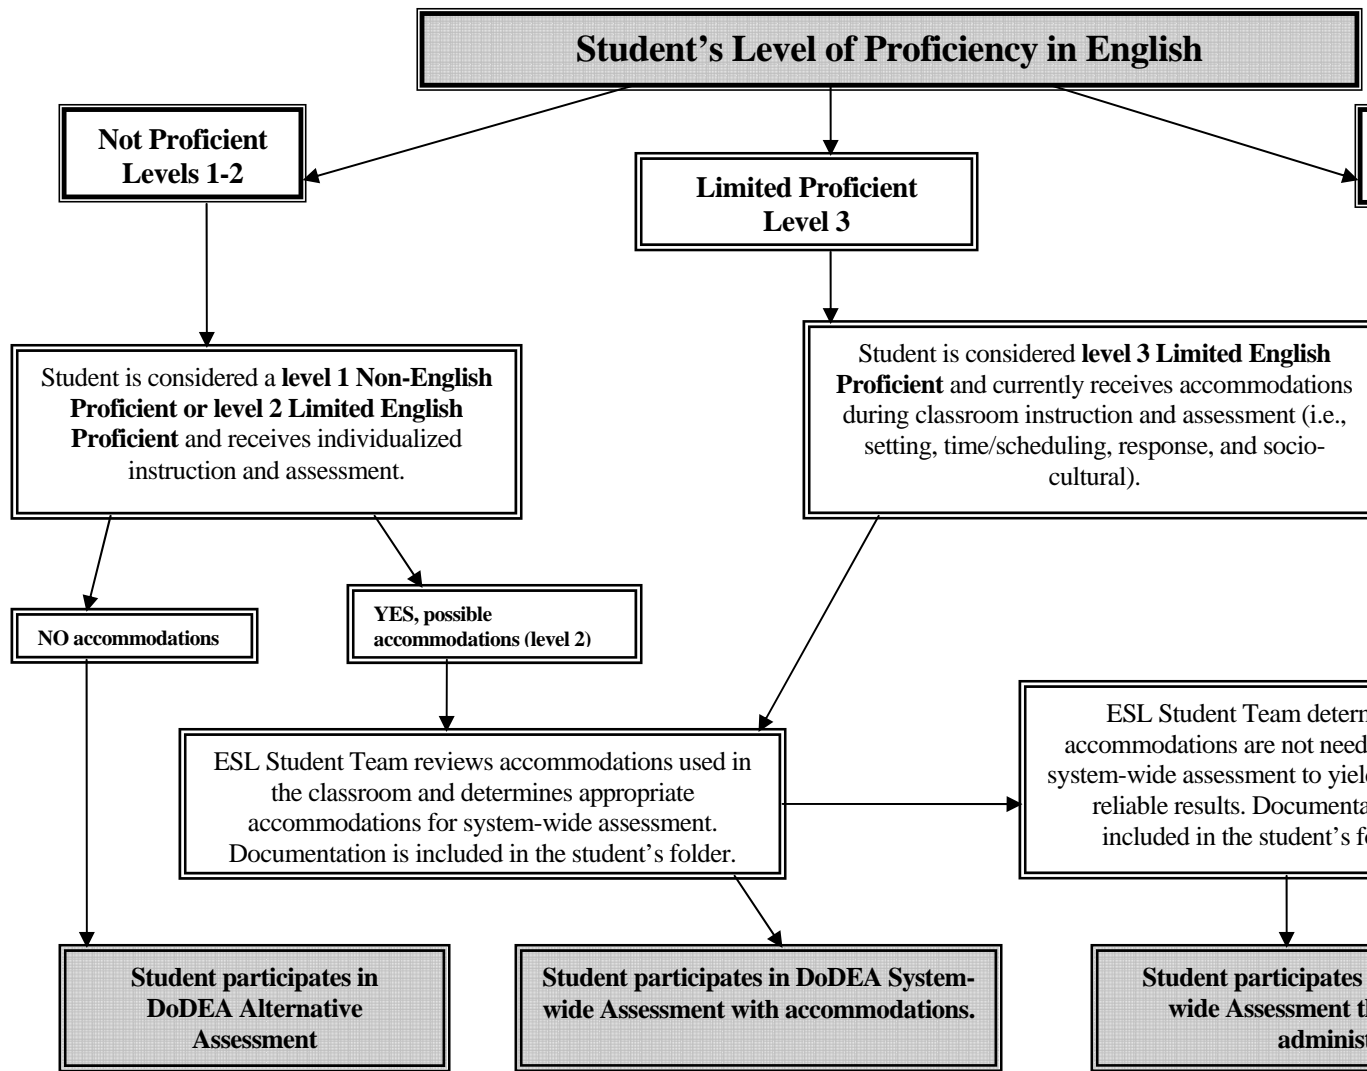 Student’s Level of Proficiency in English
Not Proficient
Levels 1-2
Limited Proficient
Level 3
Student is considered a level 1 Non-English
Proficient or level 2 Limited English
Proficient and receives individualized
instruction and assessment.
Student is considered level 3 Limited English
Proficient and currently receives accommodations
during classroom instruction and assessment (i.e.,
setting, time/scheduling, response, and socio-
cultural).
NO accommodations
YES, possible
accommodations (level 2)
ESL Student Team reviews accommodations used in
the classroom and determines appropriate
accommodations for system-wide assessment.
Documentation is included in the student’s folder.
ESL Student Team
accommodations are not
system-wide assessment to
reliable results.
included in the student’s
Student participates in
DoDEA Alternative
Assessment
Student participates in DoDEA System-
wide Assessment with accommodations.
Student participates
wide Assessment